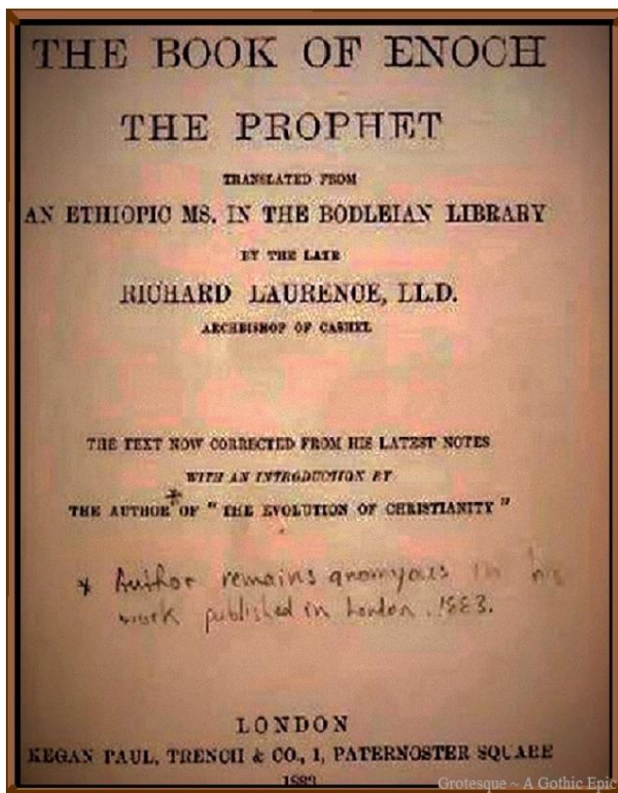 THE BOOK OF ENOCH
THE PROPHET
TRANSLATED FROM
AN ETHIOPIC MS. IN THE BODLEIAN LIBRARY
BY THE LATE
RICHARD LAURENCE, LL.D.
ARCHBISHOP OF CASHEL
THE TEXT NOW CORRECTED FROM HIS LATEST NOTES
WITH AN INTRODUCTION BY
THE AUTHOR* OF "THE EVOLUTION OF CHRISTIANITY"
* Author remains anomyous in his
work published in London. 1883.
LONDON
KEGAN PAUL, TRENCH & CO., 1, PATERNOSTER SQUARE
1883
Grotesque ~ A Gothic Epic